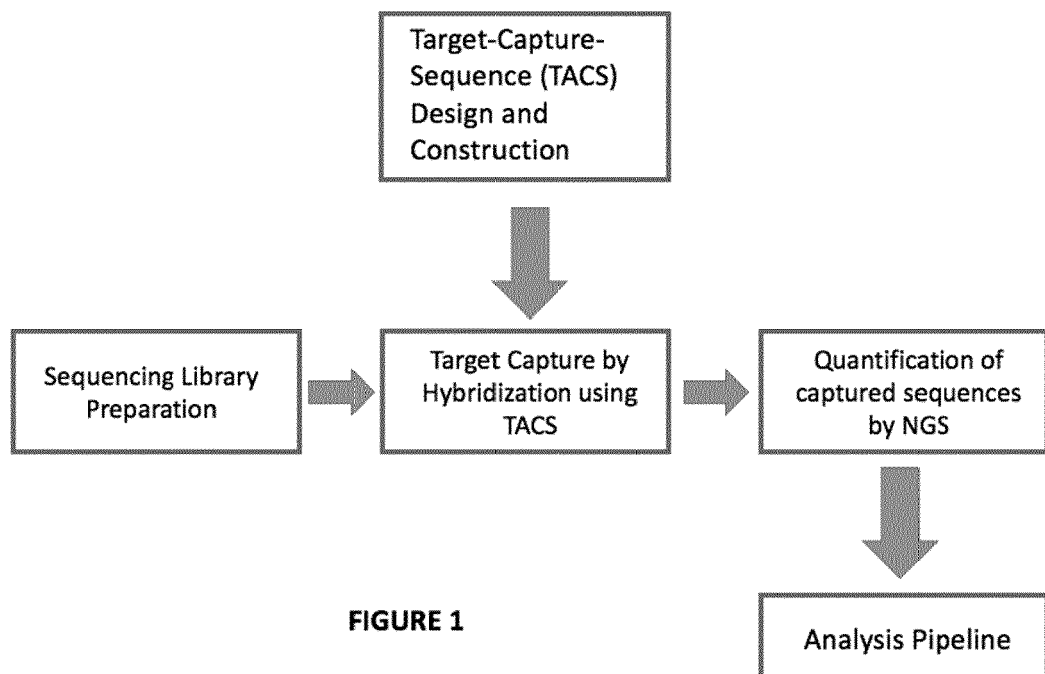 Target-Capture-
Sequence (TACS)
Design and
Construction
Sequencing Library
Preparation
Target Capture by
Hybridization using
TACS
Quantification of
captured sequences
by NGS
Analysis Pipeline
FIGURE 1